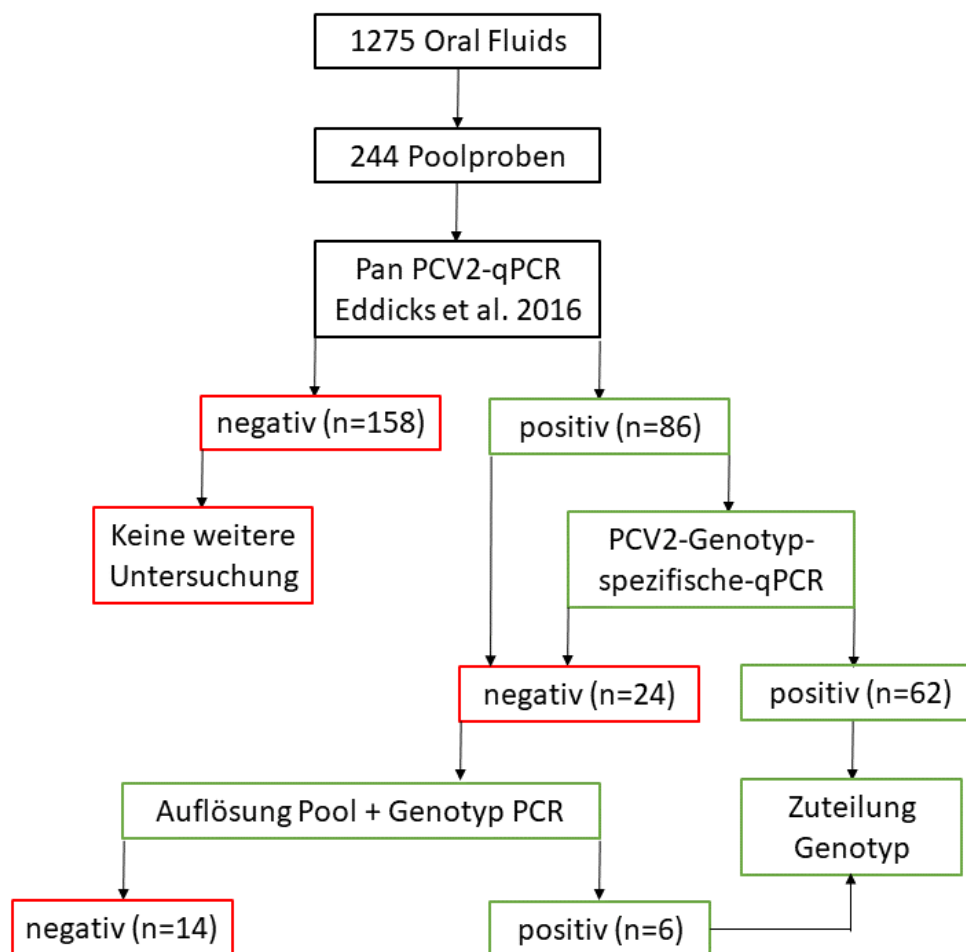 1275 Oral Fluids
244 Poolproben
Pan PCV2-qPCR
Eddicks et al. 2016
negativ (n=158)
positiv (n=86)
Keine weitere
Untersuchung
PCV2-Genotyp-
spezifische-qPCR
negativ (n=24)
positiv (n=62)
Auflösung Pool + Genotyp PCR
Zuteilung
Genotyp
negativ (n=14)
positiv (n=6)